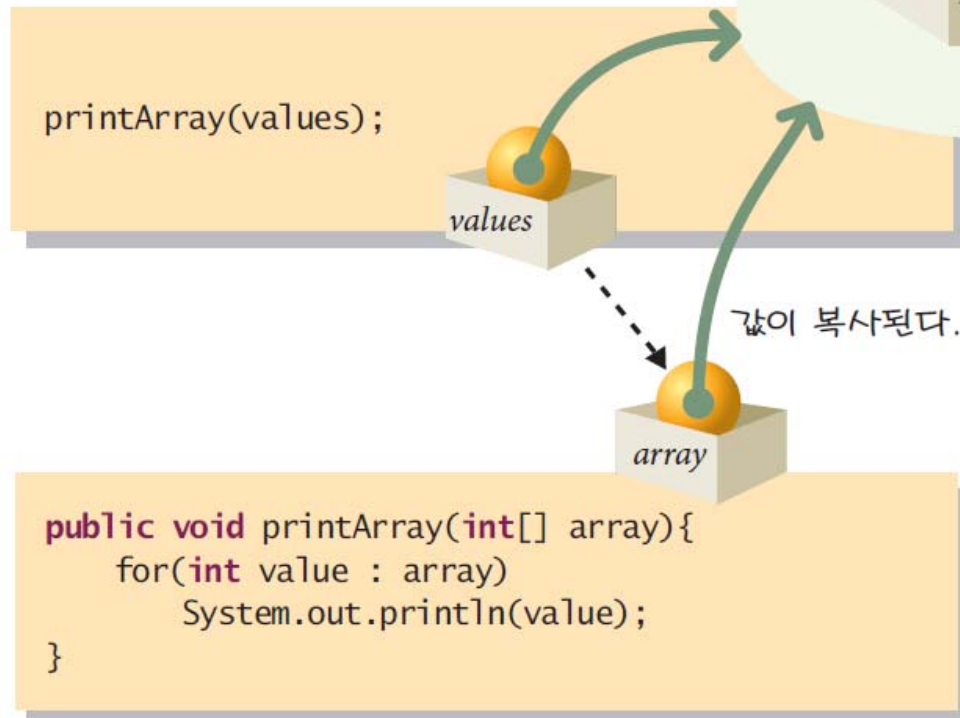 printArray(values);
values
값이 복사된다.
array
public void printArray(int[] array){
    for(int value : array)
        System.out.println(value);
}